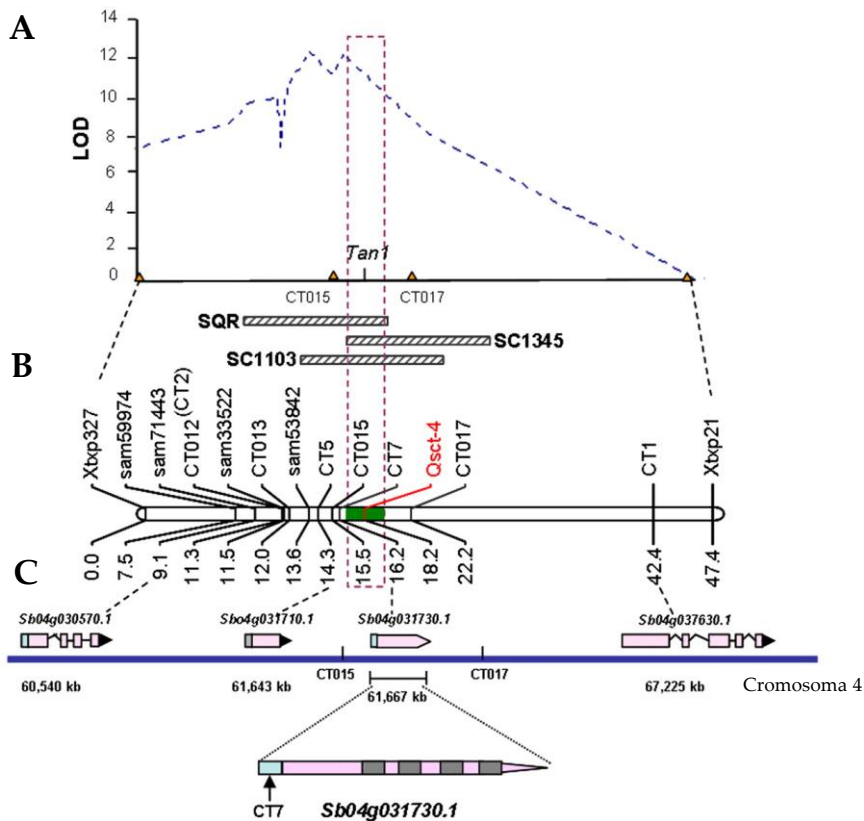 A
14
12
10
8
6
4
2
0
LOD
Tan1
CT015
CT017
SQR
SC1345
SC1103
B
Xtxp327
sam59974
sam71443
CT012
(CT2)
sam33522
CT013
sam53842
CT5
CT015
CT7
Qsct-4
CT017
CT1
Xtxp21
0.0
7.5
9.1
11.3
11.5
12.0
13.6
14.3
15.5
16.2
18.2
22.2
42.4
47.4
C
Sb04g030570.1
Sbo4g031710.1
Sb04g031730.1
Sb04g037630.1
CT015
CT017
60,540 kb
61,643 kb
61,667 kb
67,225 kb
Cromosoma 4
CT7
Sb04g031730.1